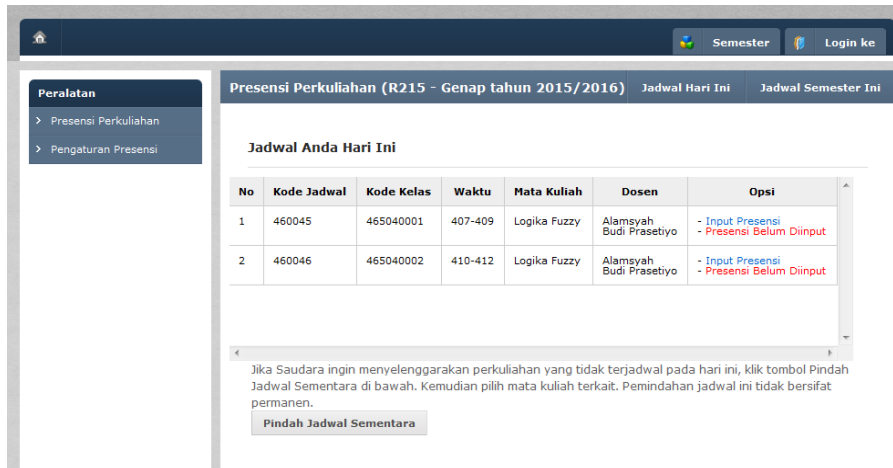 Semester
Login ke
Peralatan
> Presensi Perkuliahan
> Pengaturan Presensi
Presensi Perkuliahan (R215 - Genap tahun 2015/2016)
Jadwal Hari Ini
Jadwal Semester Ini
Jadwal Anda Hari Ini
No Kode Jadwal Kode Kelas Waktu Mata Kuliah Dosen Opsi
1 460045 465040001 407-409 Logika Fuzzy Alamsyah - Input Presensi
Budi Prasetiyo - Presensi Belum Diinput
2 460046 465040002 410-412 Logika Fuzzy Alamsyah - Input Presensi
Budi Prasetiyo - Presensi Belum Diinput
Jika Saudara ingin menyelenggarakan perkuliahan yang tidak terjadwal pada hari ini, klik tombol Pindah
Jadwal Sementara di bawah. Kemudian pilih mata kuliah terkait. Pemindahan jadwal ini tidak bersifat
permanen.
Pindah Jadwal Sementara